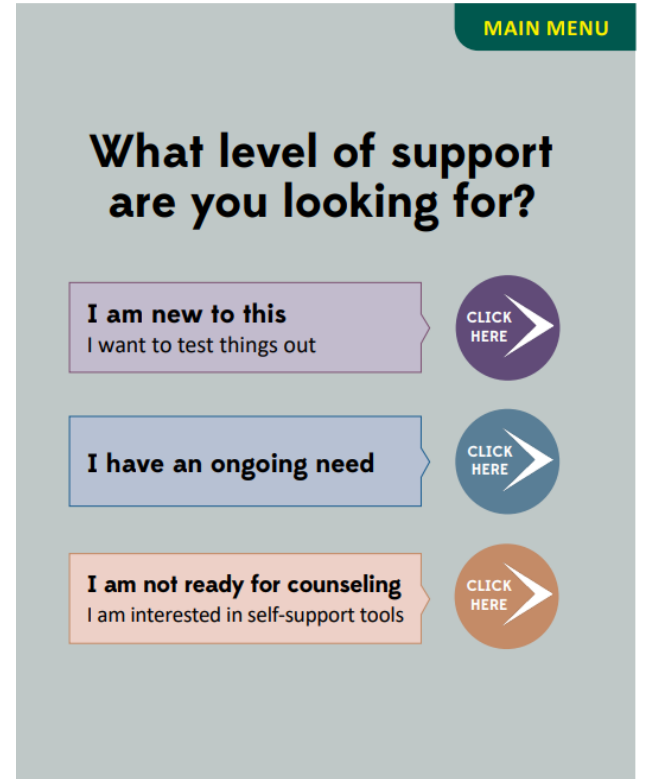 MAIN MENU
What level of support
are you looking for?
I am new to this
I want to test things out
CLICK
HERE
I have an ongoing need
CLICK
HERE
I am not ready for counseling
I am interested in self-support tools
CLICK
HERE